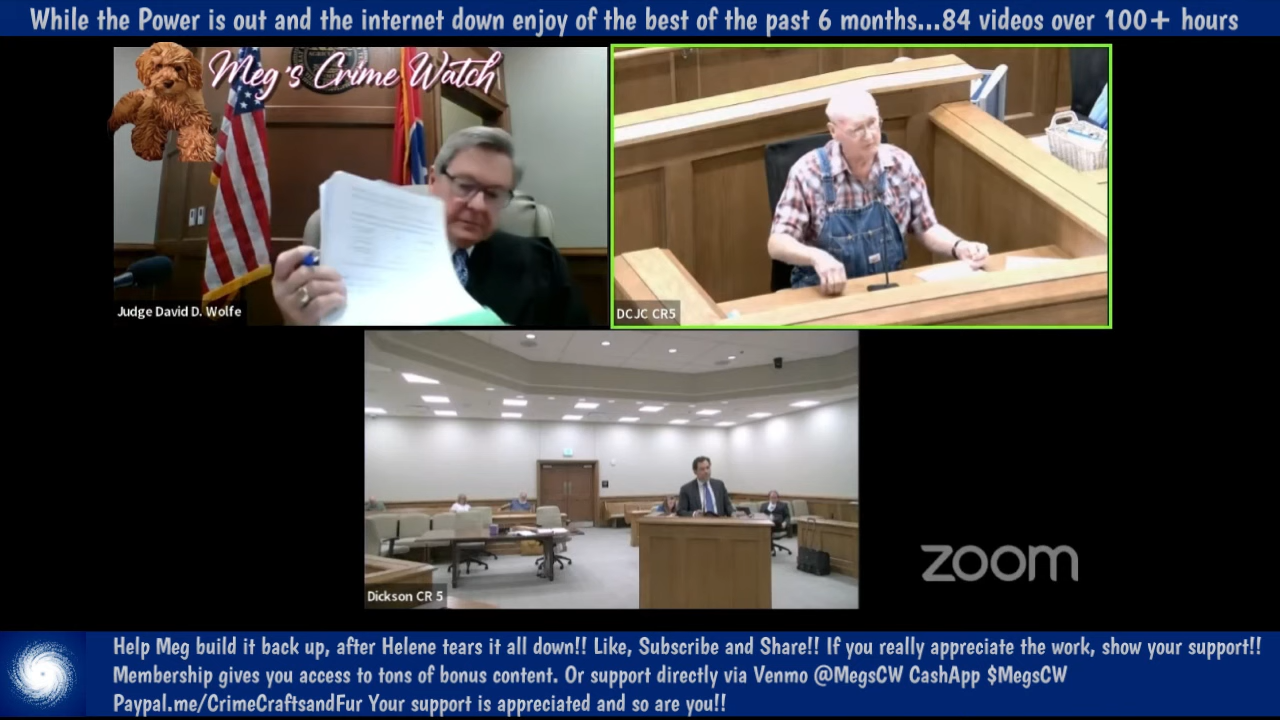 While the Power is out and the internet down enjoy of the best of the past 6 months...84 videos over 100+ hours
Meg's Crime Watch
Judge David D. Wolfe
DCJC CR5
Dickson CR 5
zoom
Help Meg build it back up, after Helene tears it all down!! Like, Subscribe and Share!! If you really appreciate the work, show your support!!
Membership gives you access to tons of bonus content. Or support directly via Venmo @MegsCW CashApp $MegsCW
Paypal.me/CrimeCraftsandFur Your support is appreciated and so are you!!